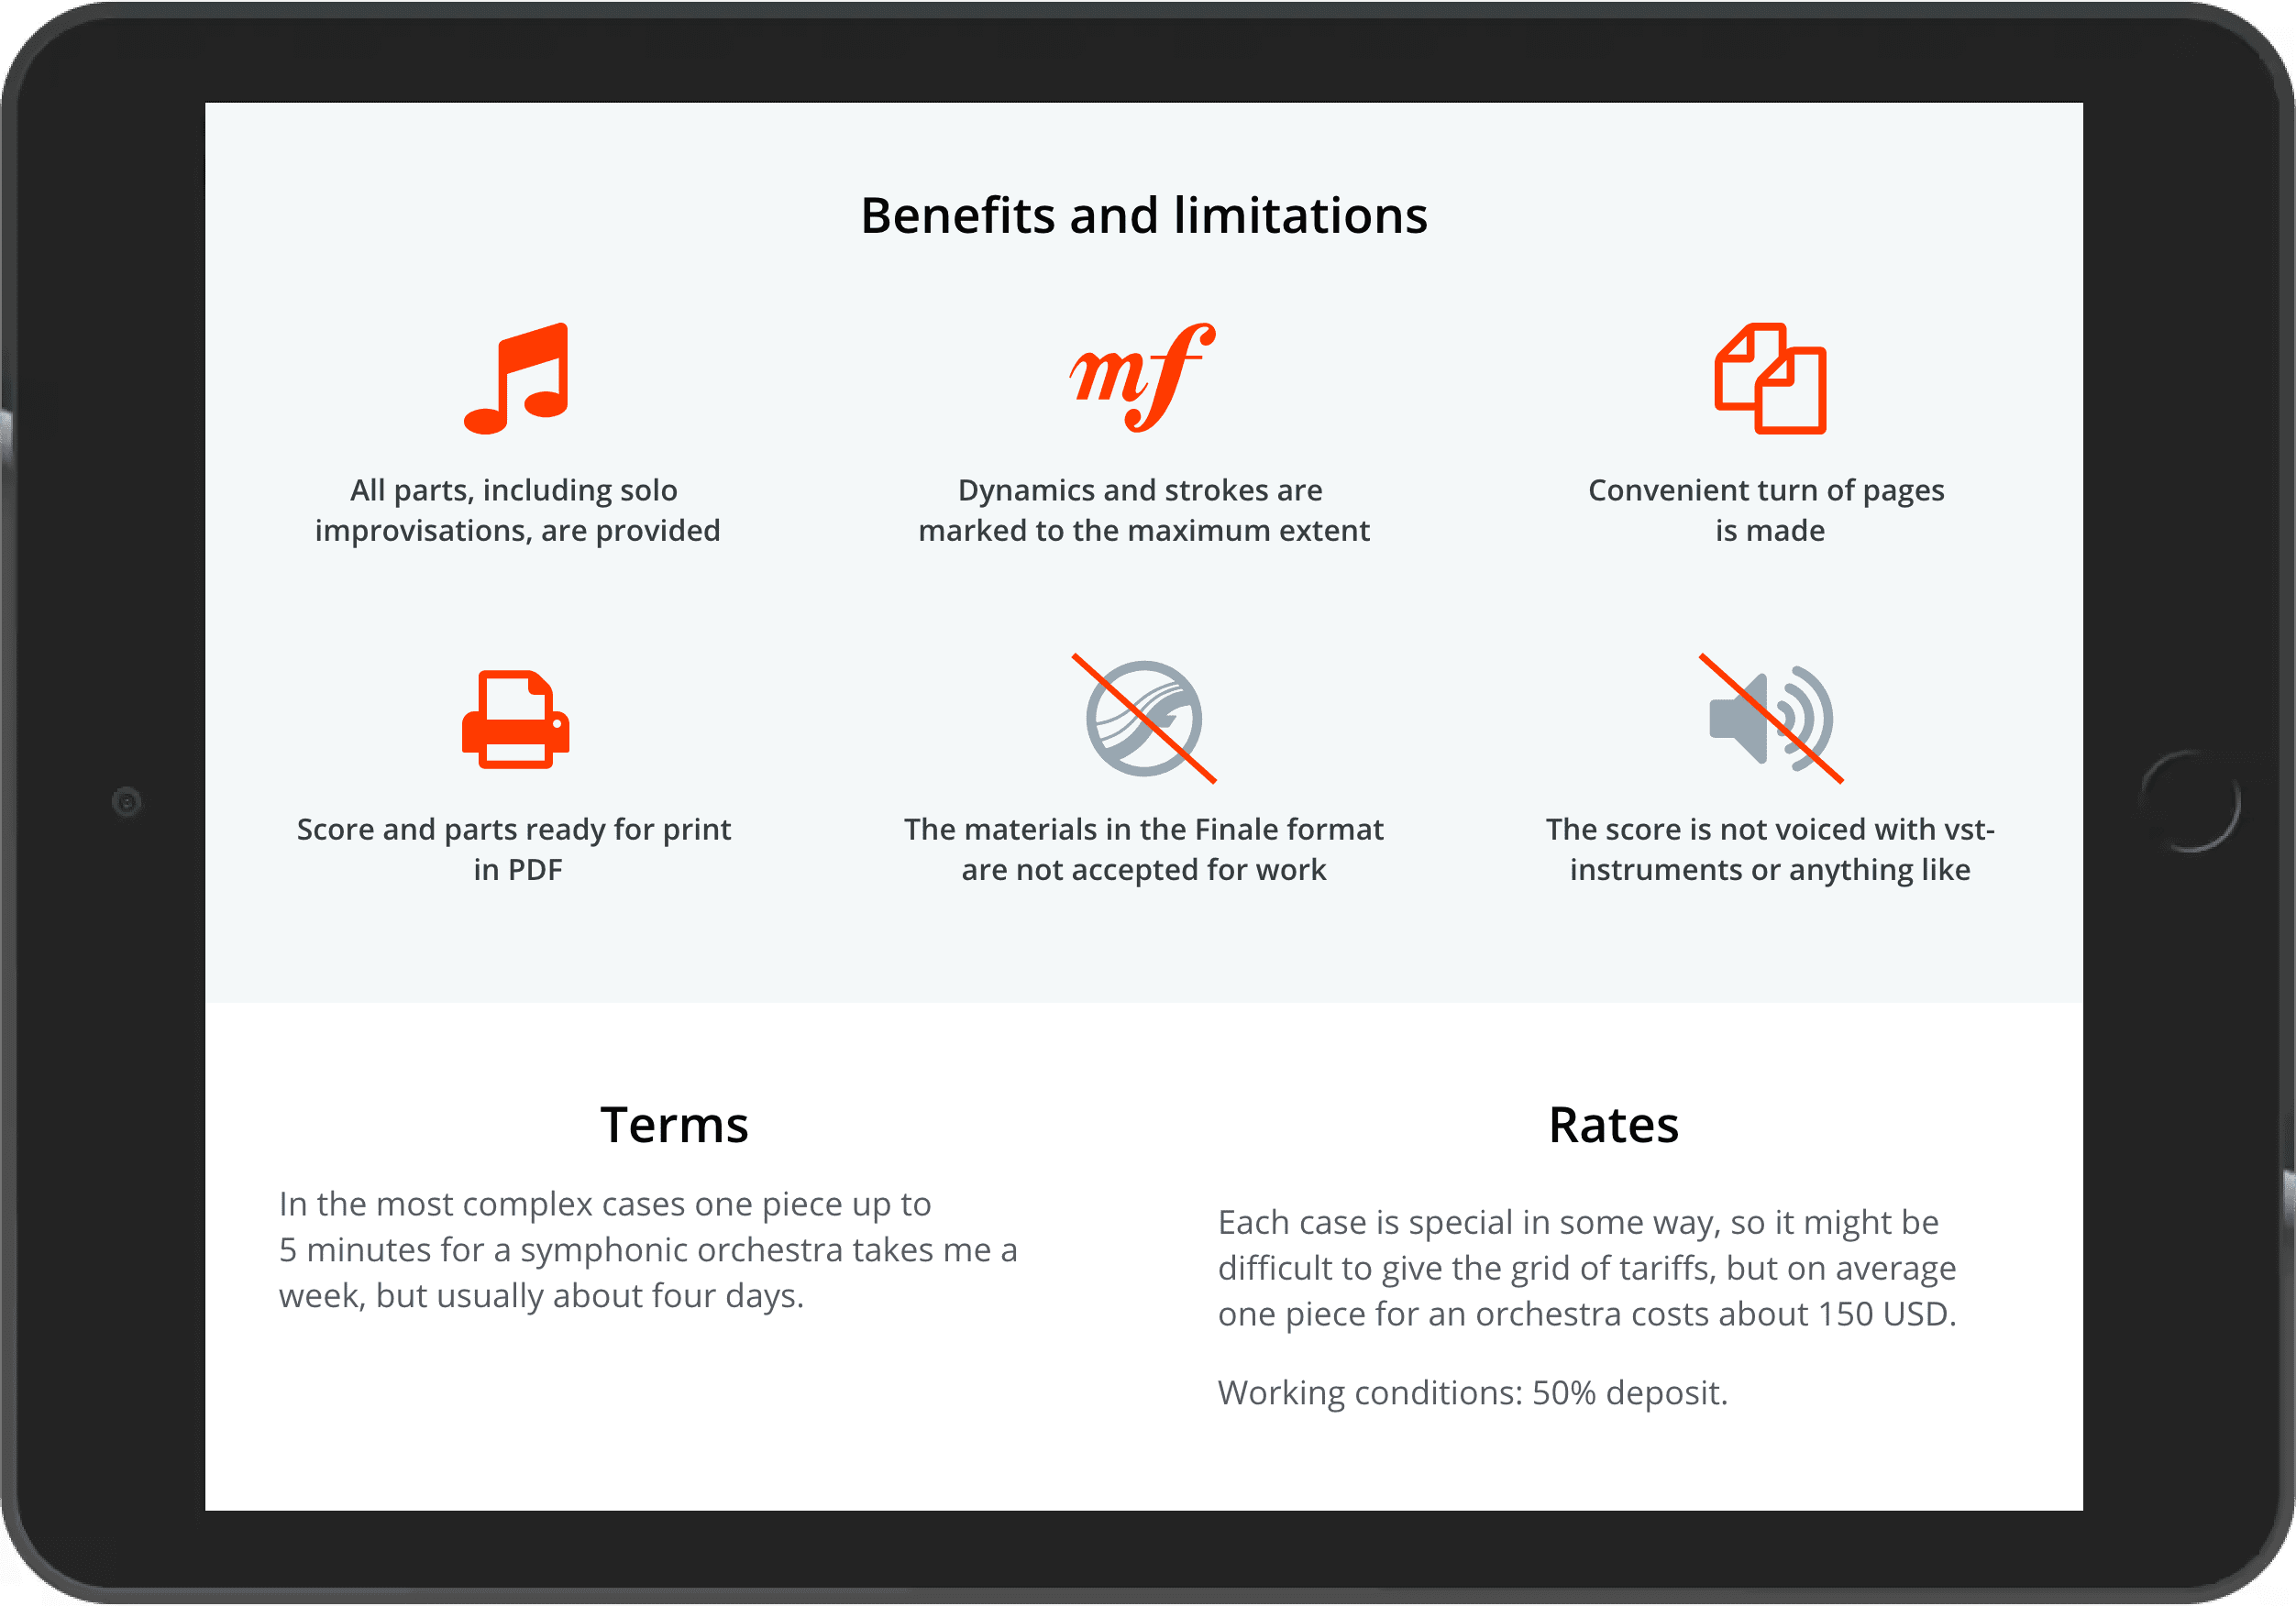 Benefits and limitations
mf
All parts, including solo
improvisations, are provided
Dynamics and strokes are
marked to the maximum extent
Convenient turn of pages
is made
Score and parts ready for print
in PDF
The materials in the Finale format
are not accepted for work
The score is not voiced with vst-
instruments or anything like
Terms
In the most complex cases one piece up to
5 minutes for a symphonic orchestra takes me a
week, but usually about four days.
Rates
Each case is special in some way, so it might be
difficult to give the grid of tariffs, but on average
one piece for an orchestra costs about 150 USD.
Working conditions: 50% deposit.